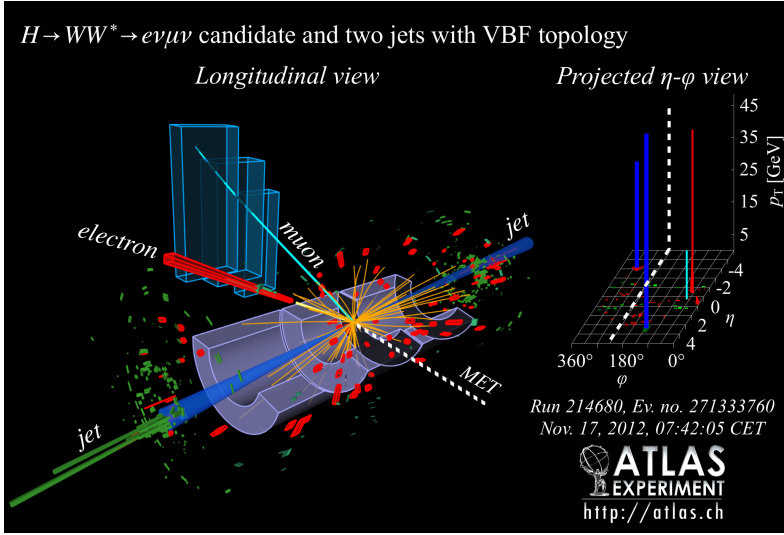 H→WW*→eνμν candidate and two jets with VBF topology
Longitudinal view
Projected η-φ view
electron
muon
jet
jet
MET
45
35
25
15
5
pT [GeV]
-4
-2
0
2
4
η
360°
180°
0°
φ
Run 214680, Ev. no. 271333760
Nov. 17, 2012, 07:42:05 CET
ATLAS
EXPERIMENT
http://atlas.ch